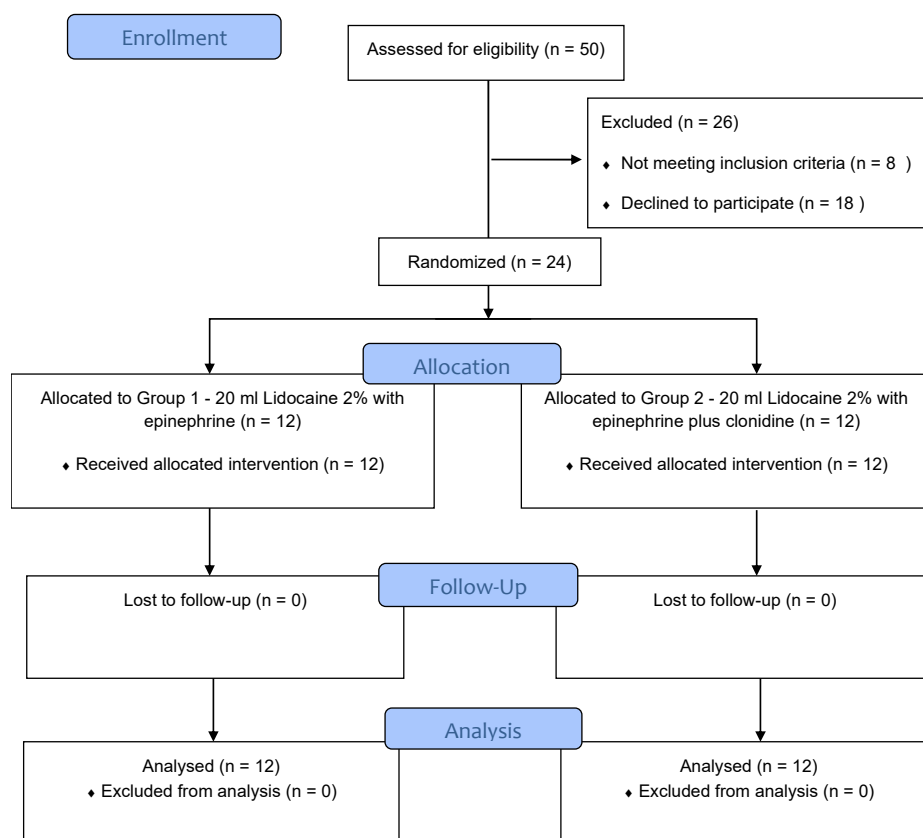 Enrollment
Assessed for eligibility (n = 50)
Excluded (n = 26)
♦ Not meeting inclusion criteria (n = 8 )
♦ Declined to participate (n = 18 )
Randomized (n = 24)
Allocation
Allocated to Group 1 - 20 ml Lidocaine 2% with
epinephrine (n = 12)
♦ Received allocated intervention (n = 12)
Allocated to Group 2 - 20 ml Lidocaine 2% with
epinephrine plus clonidine (n = 12)
♦ Received allocated intervention (n = 12)
Follow-Up
Lost to follow-up (n = 0)
Lost to follow-up (n = 0)
Analysis
Analysed (n = 12)
♦ Excluded from analysis (n = 0)
Analysed (n = 12)
♦ Excluded from analysis (n = 0)